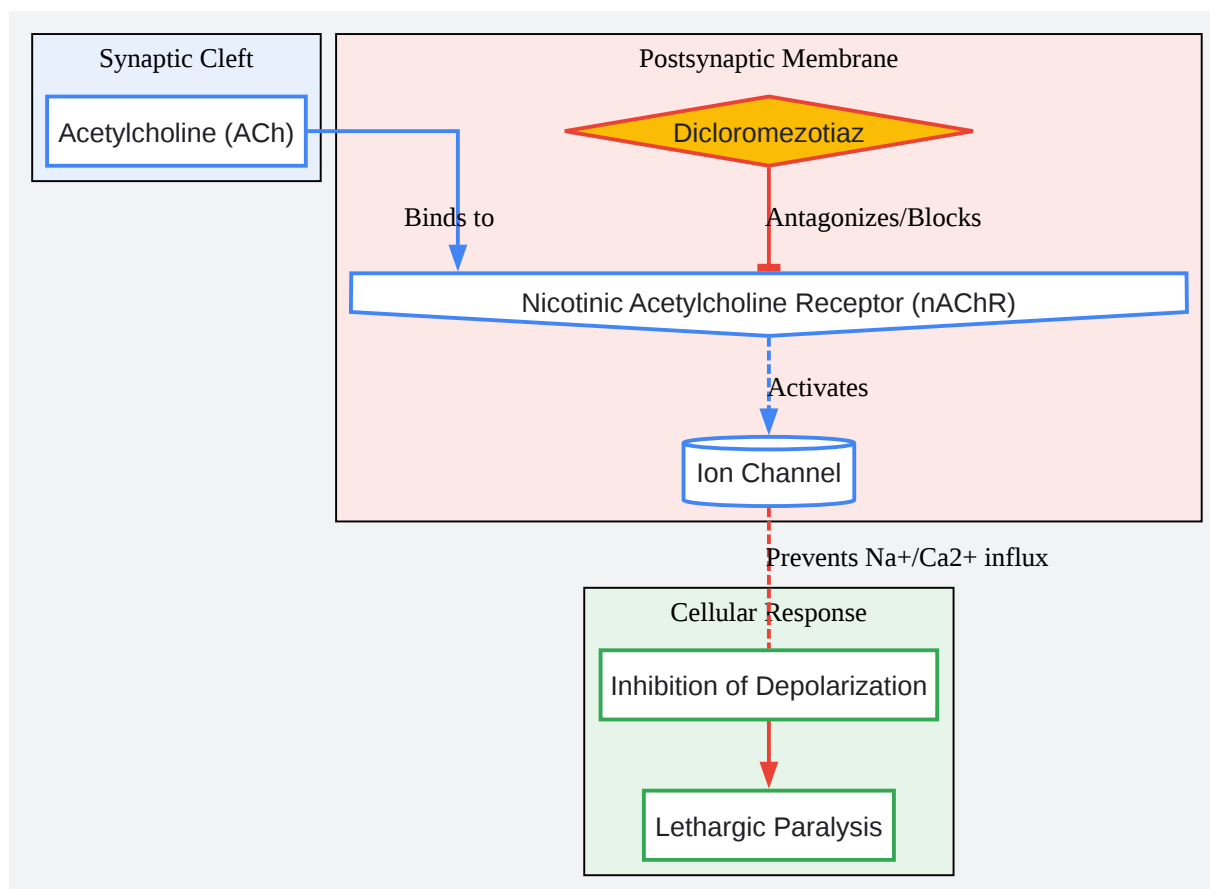 Synaptic Cleft
Postsynaptic Membrane
Acetylcholine (ACh)
Dicloromezotiaz
Binds to
Antagonizes/Blocks
Nicotinic Acetylcholine Receptor (nAChR)
Activates
Ion Channel
Prevents Na+/Ca2+ influx
Cellular Response
Inhibition of Depolarization
Lethargic Paralysis